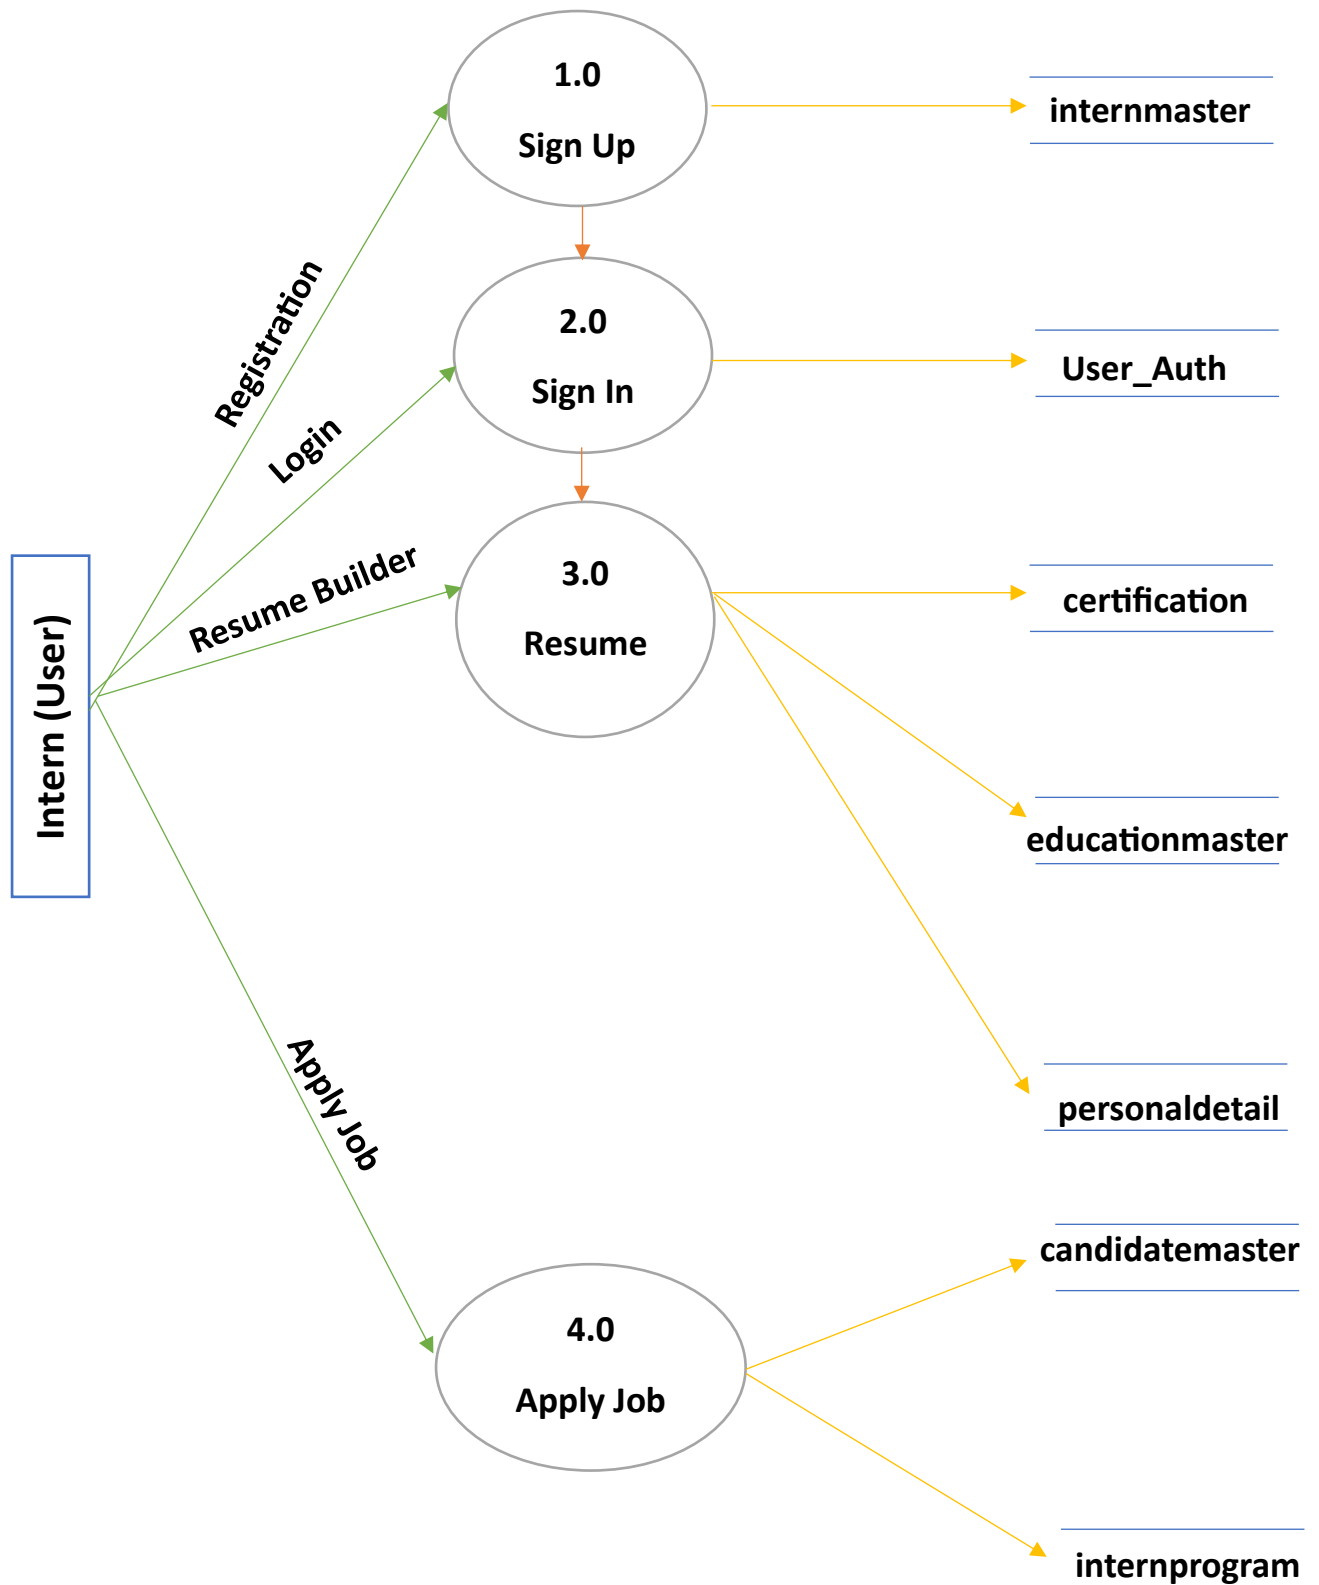 1.0
Sign Up
internmaster
Registration
2.0
Sign In
User_Auth
Login
Resume Builder
3.0
Resume
certification
Intern (User)
educationmaster
Apply Job
personaldetail
candidatemaster
4.0
Apply Job
internprogram